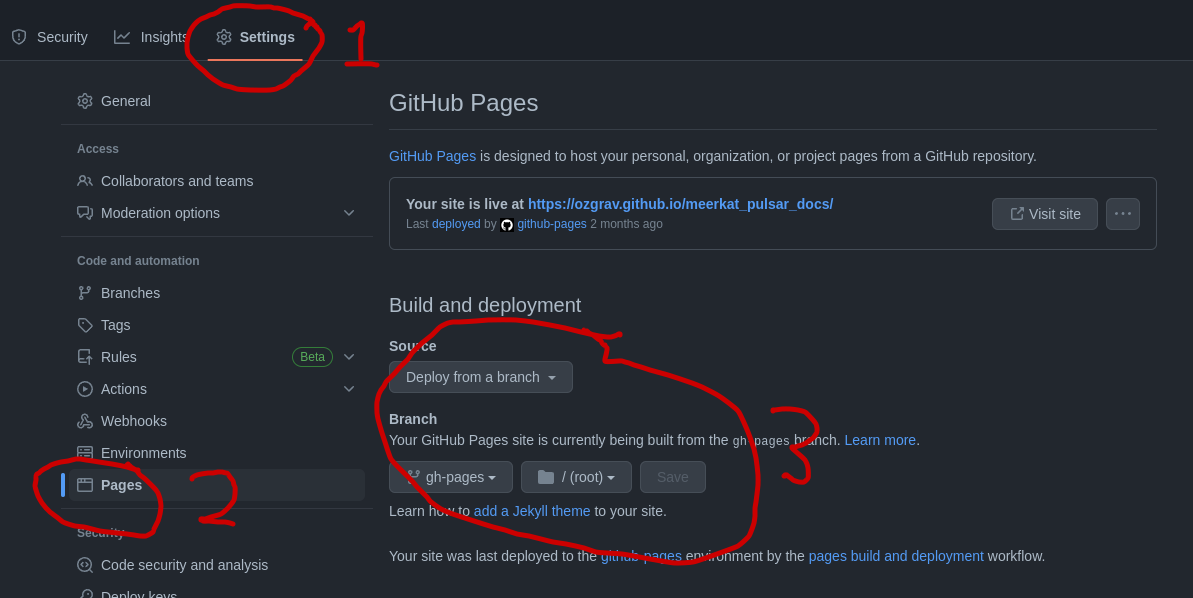 Security Insights Settings 1
General
Access
Collaborators and teams
Moderation options
Code and automation
Branches
Tags
Rules Beta
Actions
Webhooks
Environments
Pages 2
Security
Code security and analysis
Deploy keys
GitHub Pages
GitHub Pages is designed to host your personal, organization, or project pages from a GitHub repository.
Your site is live at https://ozgrav.github.io/meerkat_pulsar_docs/
Last deployed by github-pages 2 months ago
Visit site
Build and deployment
Source
Deploy from a branch
Branch
Your GitHub Pages site is currently being built from the gh-pages branch. Learn more.
3
gh-pages / (root) Save
Learn how to add a Jekyll theme to your site.
Your site was last deployed to the github-pages environment by the pages build and deployment workflow.